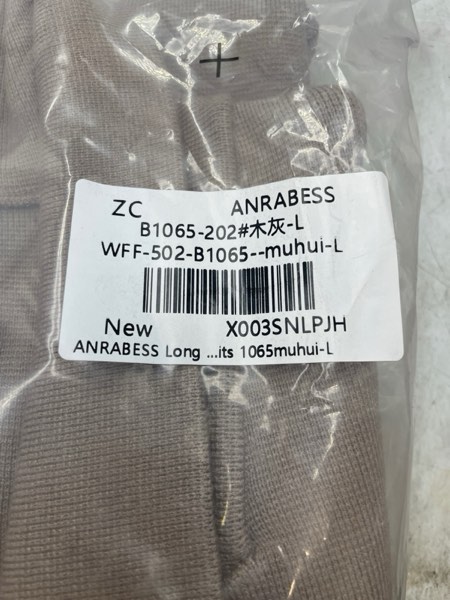 ZC ANRABESS
B1065-202#木灰-L
WFF-502-B1065--muhui-L
New X003SNLPJH
ANRABESS Long ...its 1065muhui-L